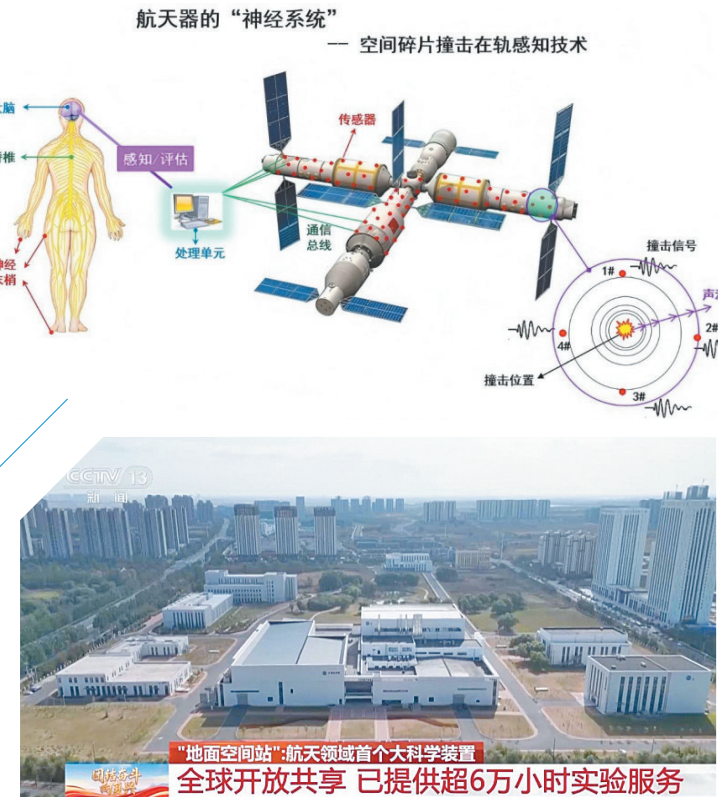 航天器的“神经系统”
—— 空间碎片撞击在轨感知技术
脑
椎
神经
末梢
感知/评估
处理单元
传感器
通信
总线
撞击信号
1#
声
2#
3#
4#
撞击位置
CCTV 13
新闻
团结奋斗
"地面空间站":航天领域首个大科学装置
全球开放共享 已提供超6万小时实验服务